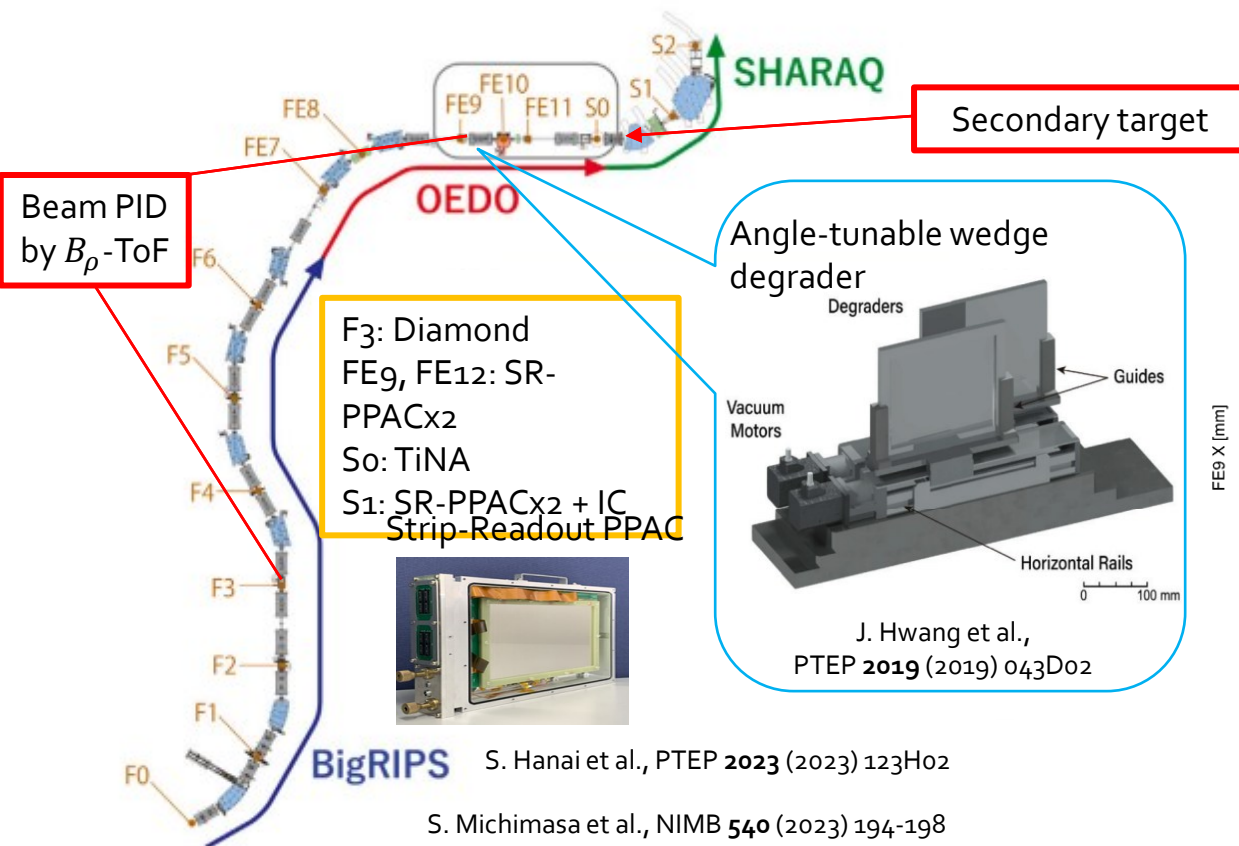 S2
SHARAQ
S1
FE10
FE9
FE11
S0
FE8
FE7
Secondary target
OEDO
Beam PID
by Bρ-ToF
F6
F5
F4
F3
F2
F1
F0
BigRIPS
F3: Diamond
FE9, FE12: SR-
PPACx2
S0: TiNA
S1: SR-PPACx2 + IC
Strip-Readout PPAC
Angle-tunable wedge
degrader
Degraders
Guides
Vacuum
Motors
Horizontal Rails
0 100 mm
J. Hwang et al.,
PTEP 2019 (2019) 043D02
FE9 X [mm]
S. Hanai et al., PTEP 2023 (2023) 123H02
S. Michimasa et al., NIMB 540 (2023) 194-198